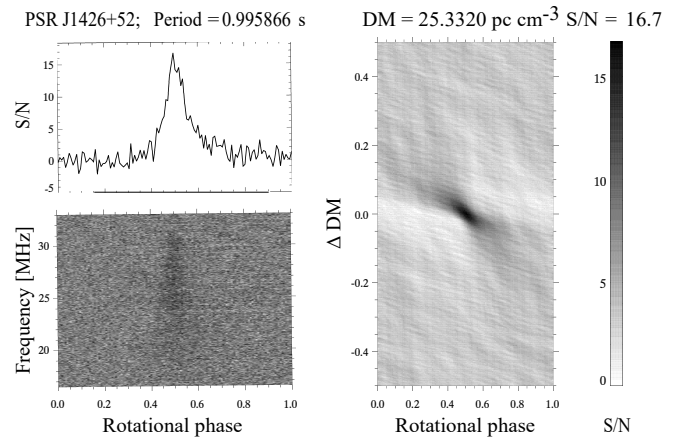 PSR J1426+52; Period = 0.995866 s
DM = 25.3320 pc cm-3 S/N = 16.7
S/N
15
10
5
0
-5
Frequency [MHz]
30
25
20
0.0 0.2 0.4 0.6 0.8 1.0
Rotational phase
Δ DM
0.4
0.2
0.0
-0.2
-0.4
0.0 0.2 0.4 0.6 0.8 1.0
Rotational phase
15
10
5
0
S/N